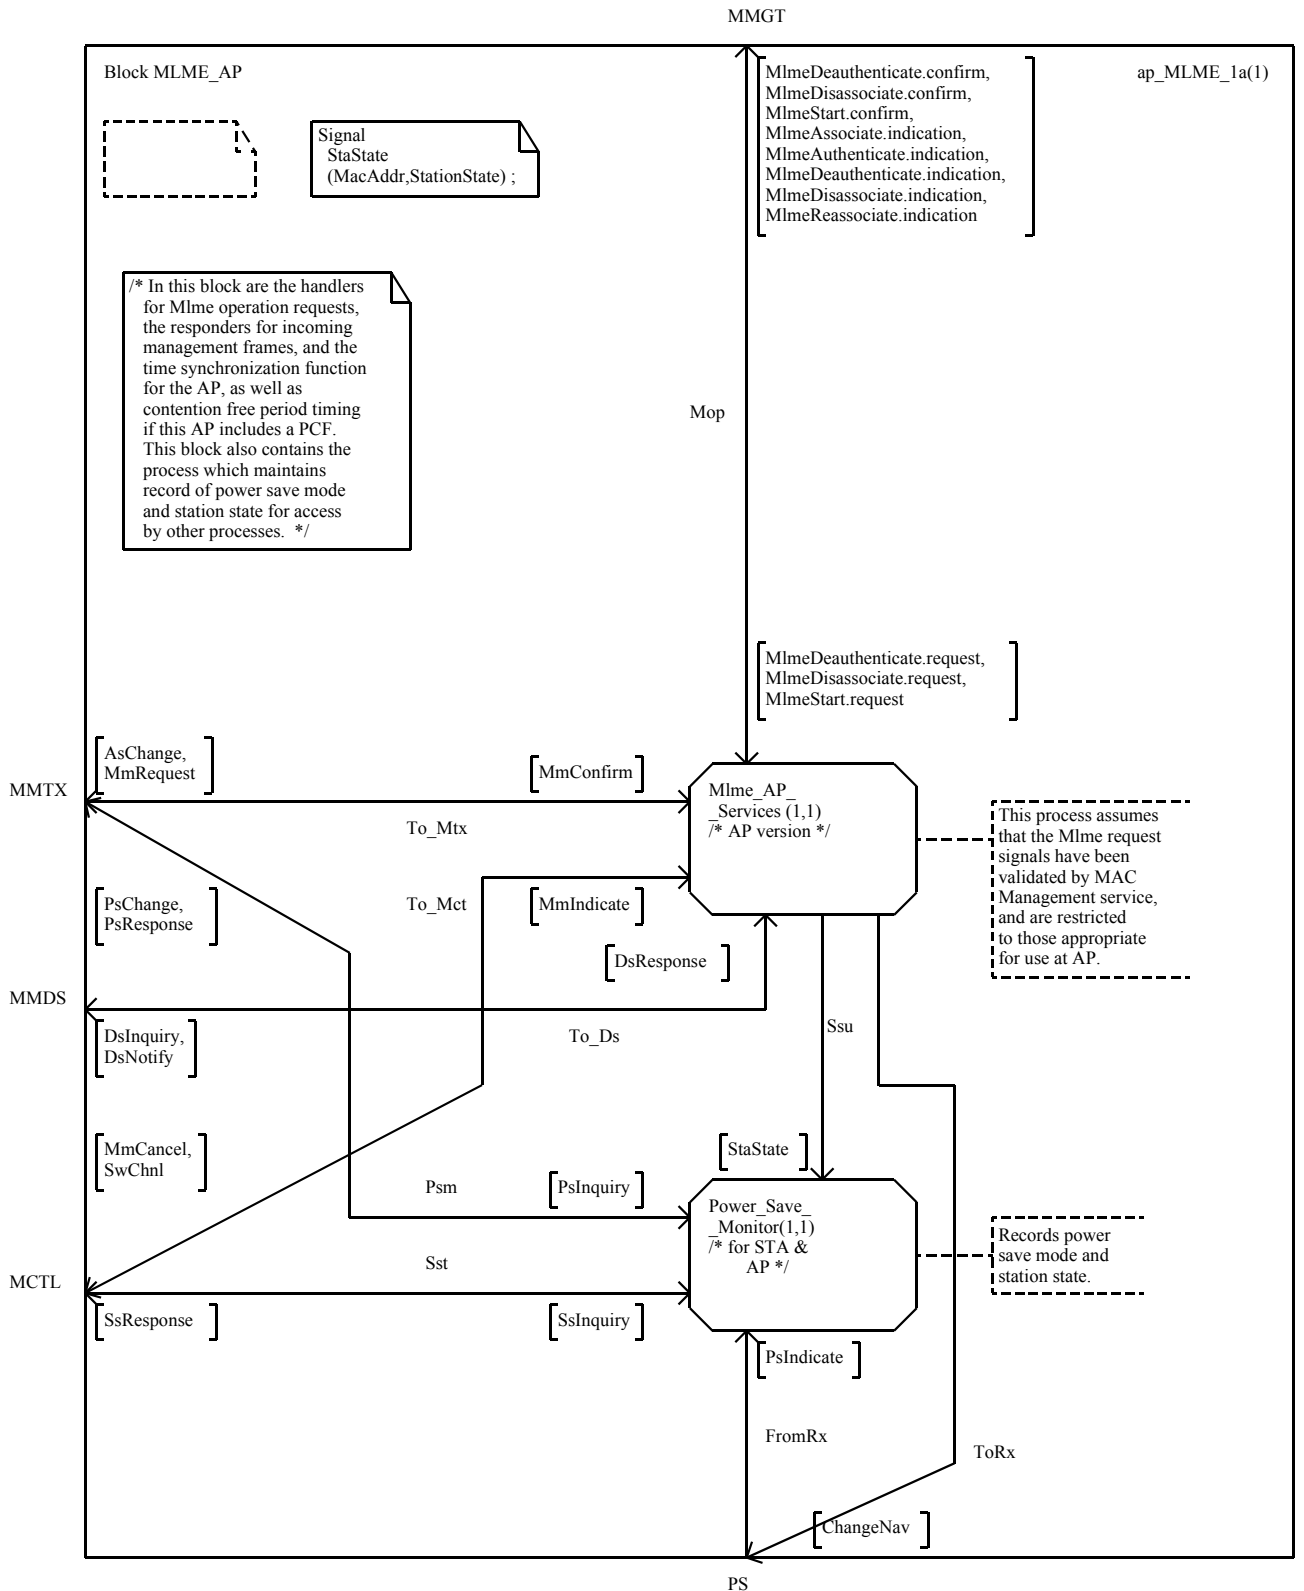 MMGT
Block MLME_AP
ap_MLME_1a(1)
Signal
StaState
(MacAddr,StationState) ;
MlmeDeauthenticate.confirm,
MlmeDisassociate.confirm,
MlmeStart.confirm,
MlmeAssociate.indication,
MlmeAuthenticate.indication,
MlmeDeauthenticate.indication,
MlmeDisassociate.indication,
MlmeReassociate.indication
/* In this block are the handlers
for Mlme operation requests,
the responders for incoming
management frames, and the
time synchronization function
for the AP, as well as
contention free period timing
if this AP includes a PCF.
This block also contains the
process which maintains
record of power save mode
and station state for access
by other processes.  */
Mop
MlmeDeauthenticate.request,
MlmeDisassociate.request,
MlmeStart.request
AsChange,
MmRequest
MmConfirm
MMTX
To_Mtx
Mlme_AP_
_Services (1,1)
/* AP version */
This process assumes
that the Mlme request
signals have been
validated by MAC
Management service,
and are restricted
to those appropriate
for use at AP.
PsChange,
PsResponse
To_Mct
MmIndicate
DsResponse
MMDS
DsInquiry,
DsNotify
To_Ds
Ssu
MmCancel,
SwChnl
StaState
Psm
PsInquiry
Power_Save_
_Monitor(1,1)
/* for STA &
AP */
Records power
save mode and
station state.
Sst
MCTL
SsResponse
SsInquiry
PsIndicate
FromRx
ToRx
ChangeNav
PS